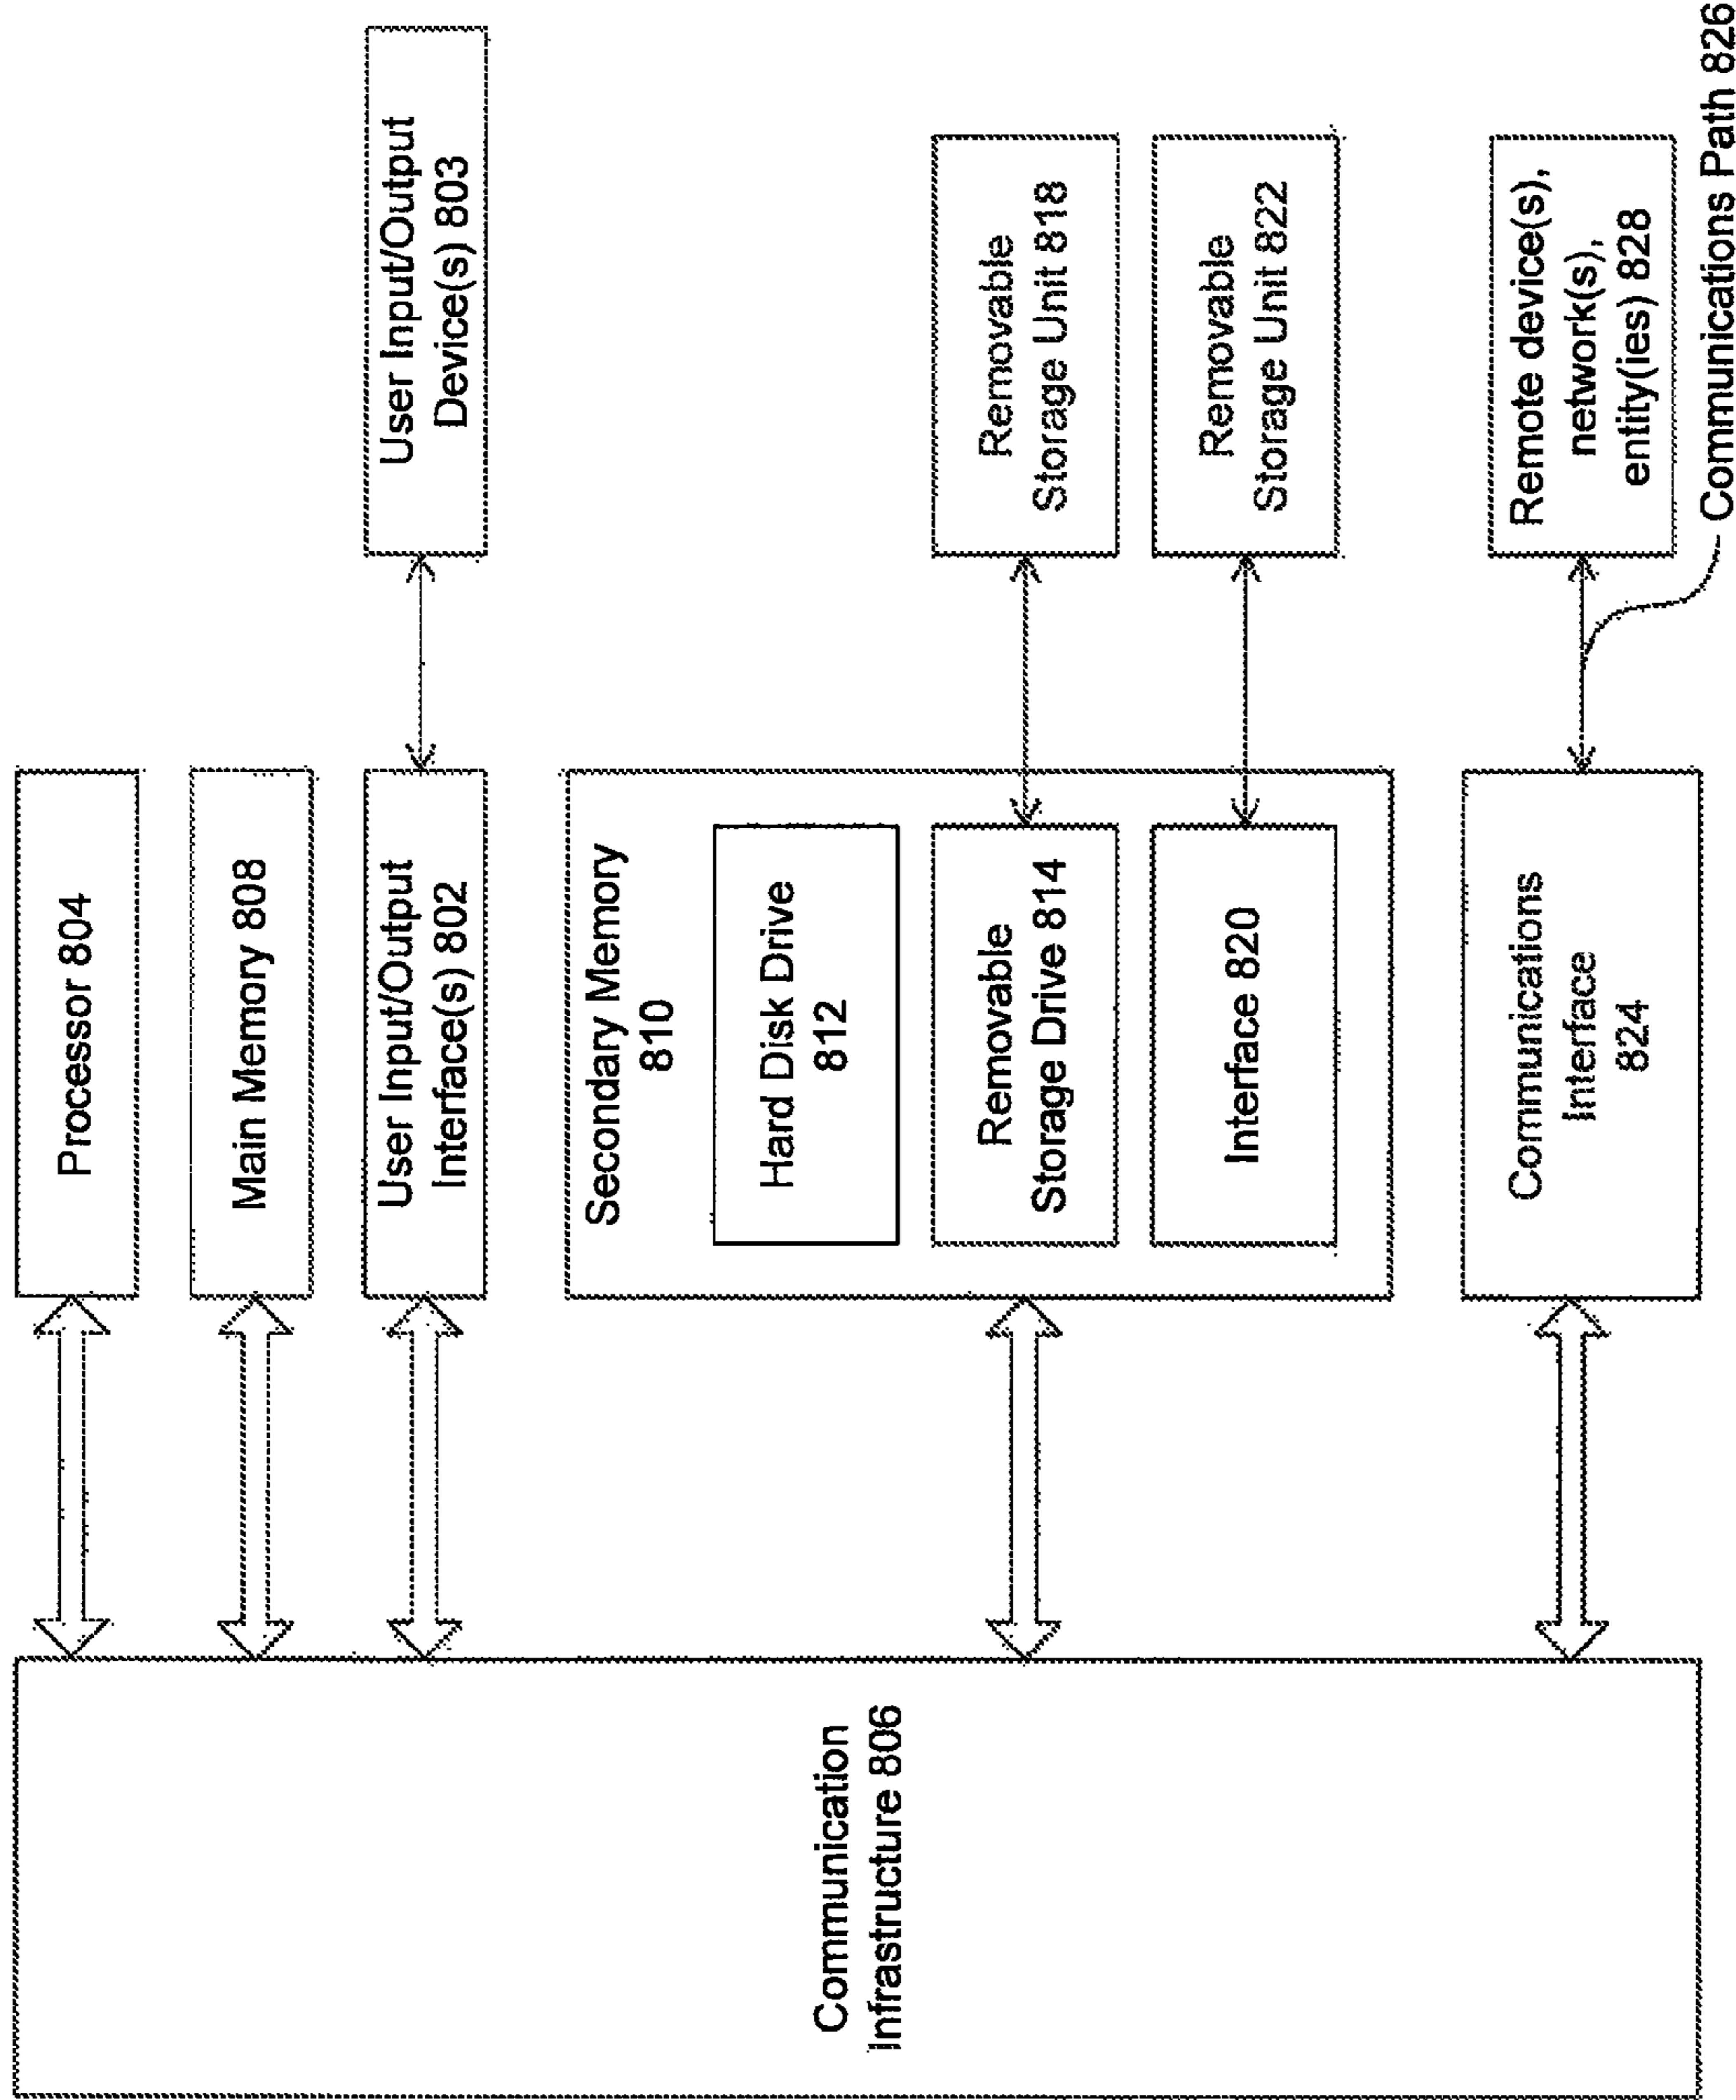 Processor 804
Main Memory 808
User Input/Output
Interface(s) 802
User Input/Output
Device(s) 803
Secondary Memory
810
Hard Disk Drive
812
Removable
Storage Drive 814
Interface 820
Removable
Storage Unit 818
Removable
Storage Unit 822
Communications
Interface
824
Remote device(s),
network(s),
entity(ies) 828
Communications Path 826
Communication
Infrastructure 806